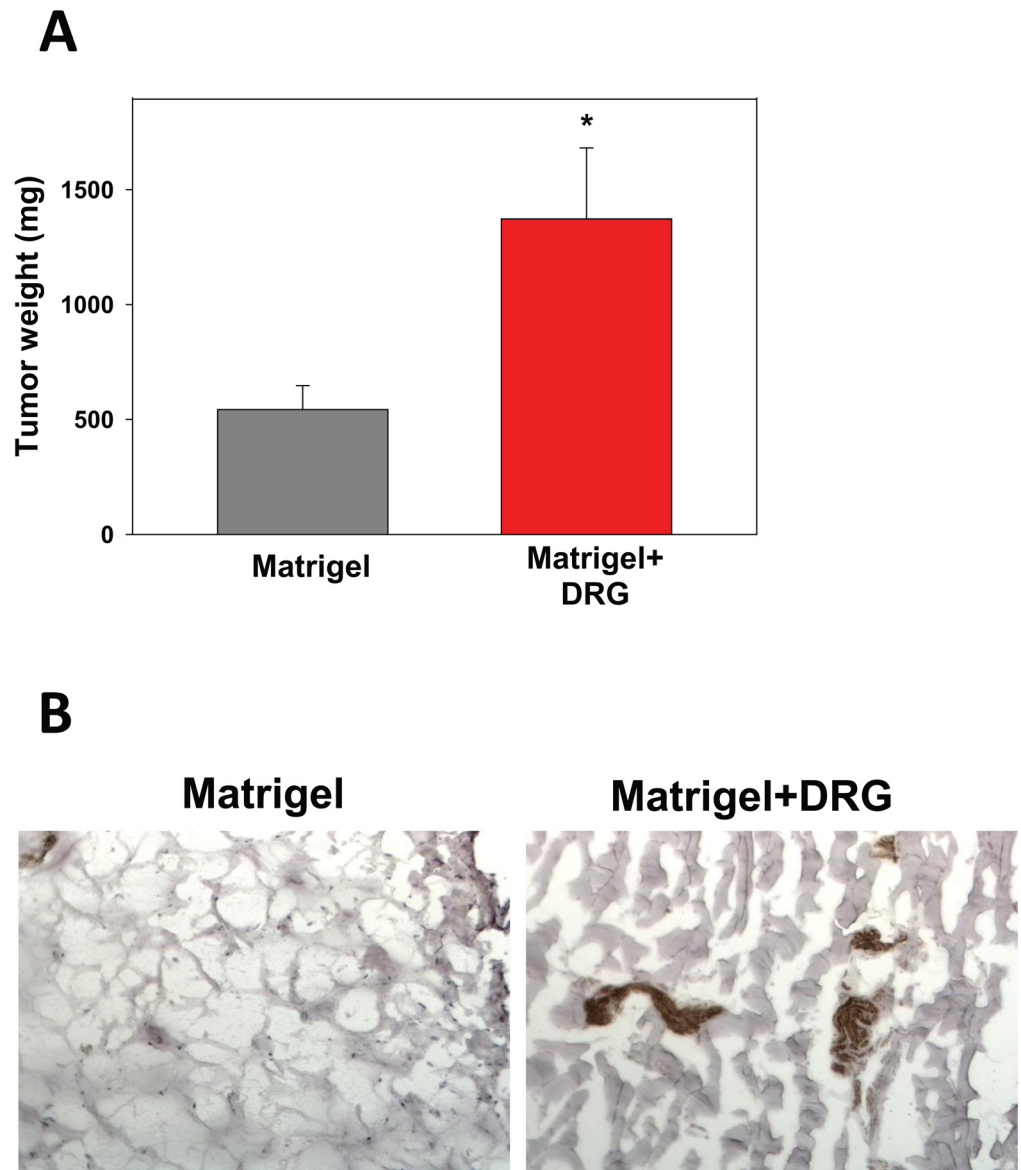 A
*
Tumor weight (mg)
1500
1000
500
0
Matrigel
Matrigel+
DRG
B
Matrigel
Matrigel+DRG